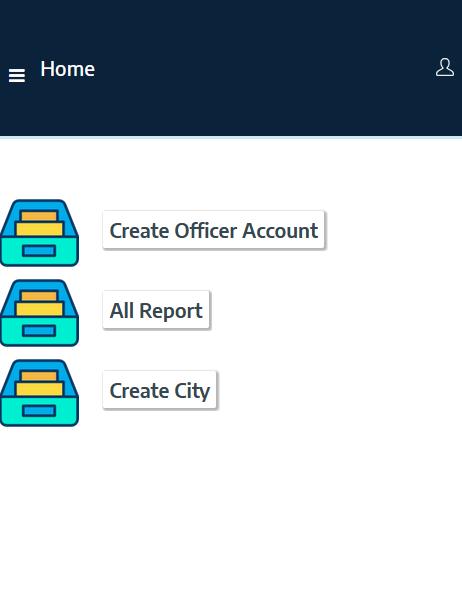 Home
Create Officer Account
All Report
Create City